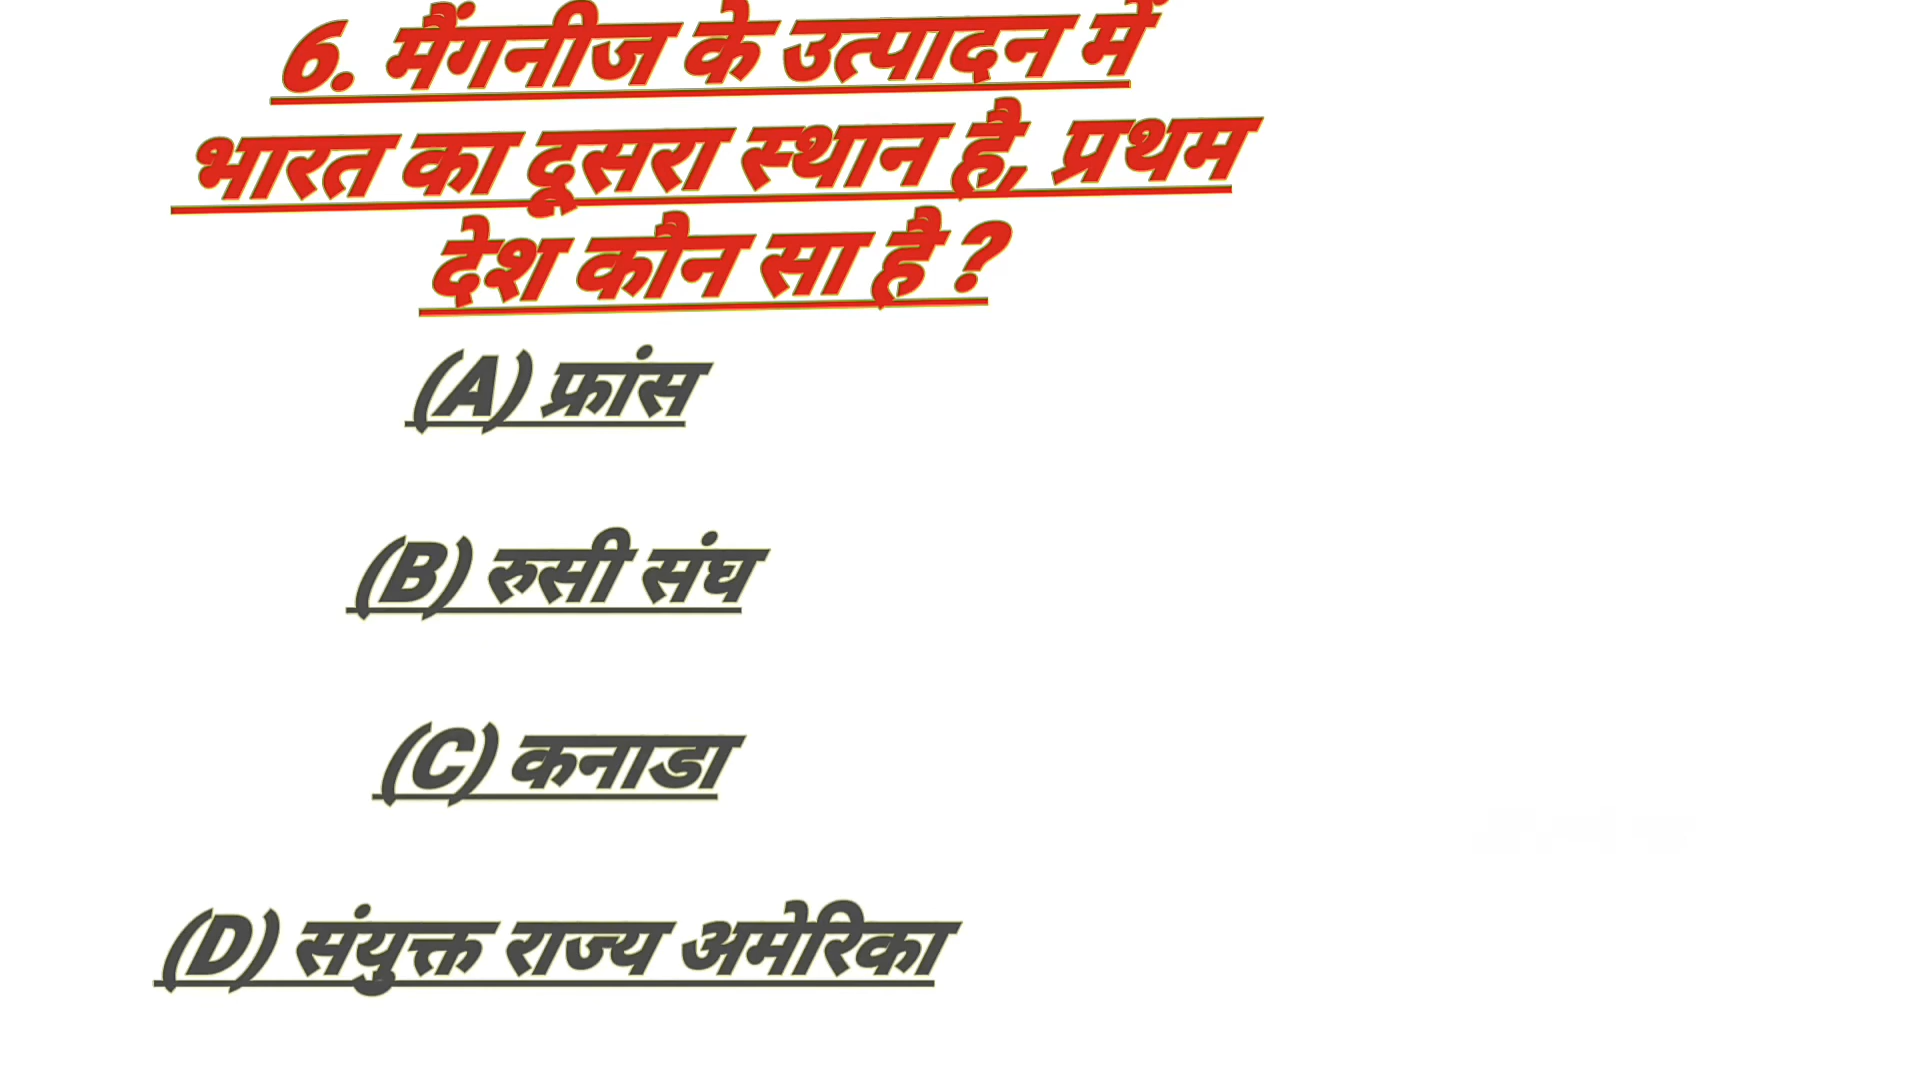 6. मैंगनीज के उत्पादन में
भारत का दूसरा स्थान है, प्रथम
देश कौन सा है ?
(A) फ्रांस
(B) रुसी संघ
(C) कनाडा
(D) संयुक्त राज्य अमेरिका